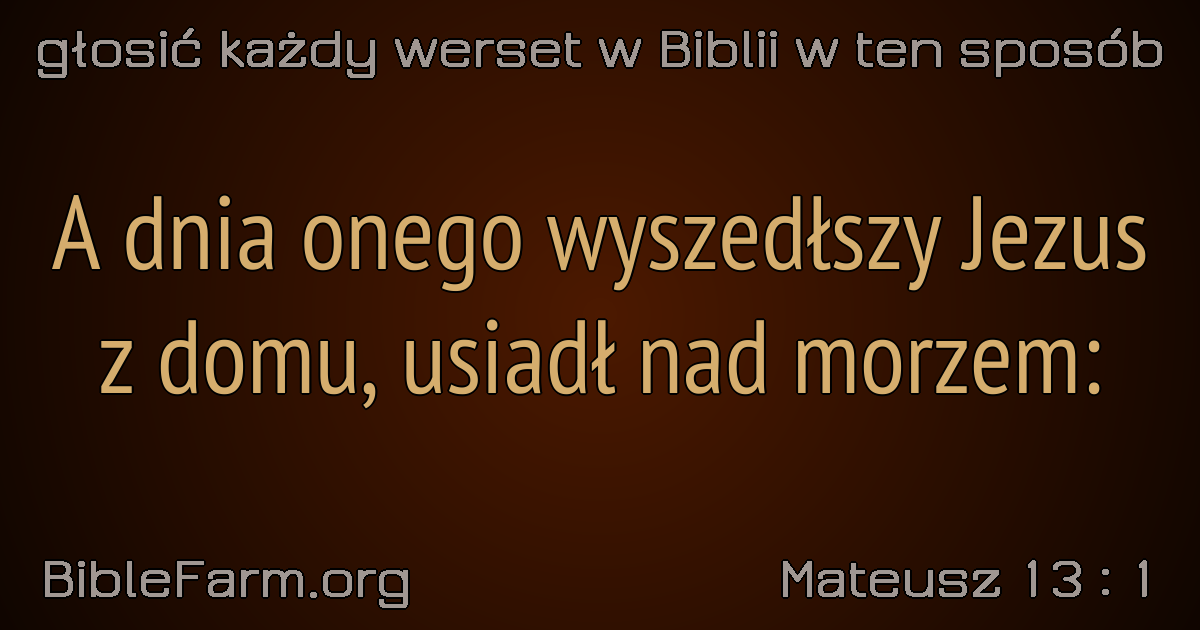 głosić każdy werset w Biblii w ten sposób
A dnia onego wyszedłszy Jezus
z domu, usiadł nad morzem:
BibleFarm.org
Mateusz 13 : 1